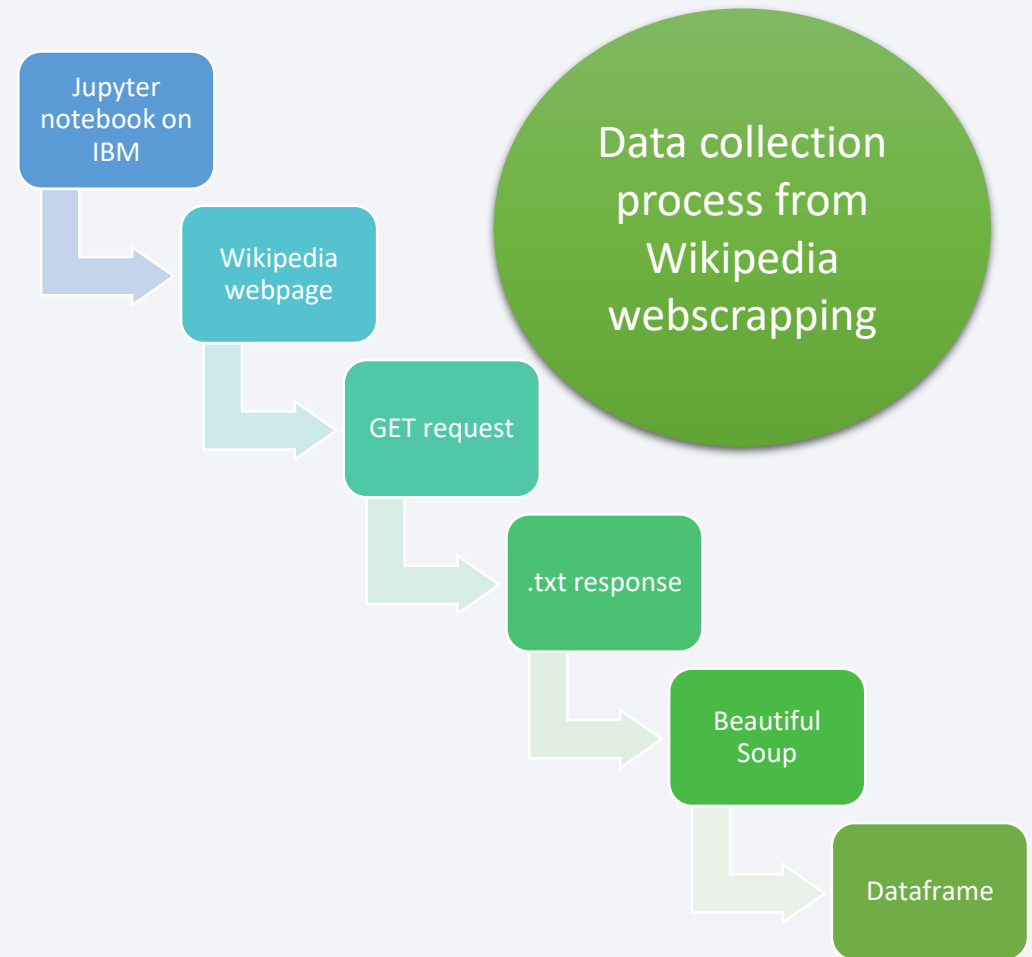 Jupyter
notebook on
IBM
Data collection
process from
Wikipedia
webscrapping
Wikipedia
webpage
GET request
.txt response
Beautiful
Soup
Dataframe